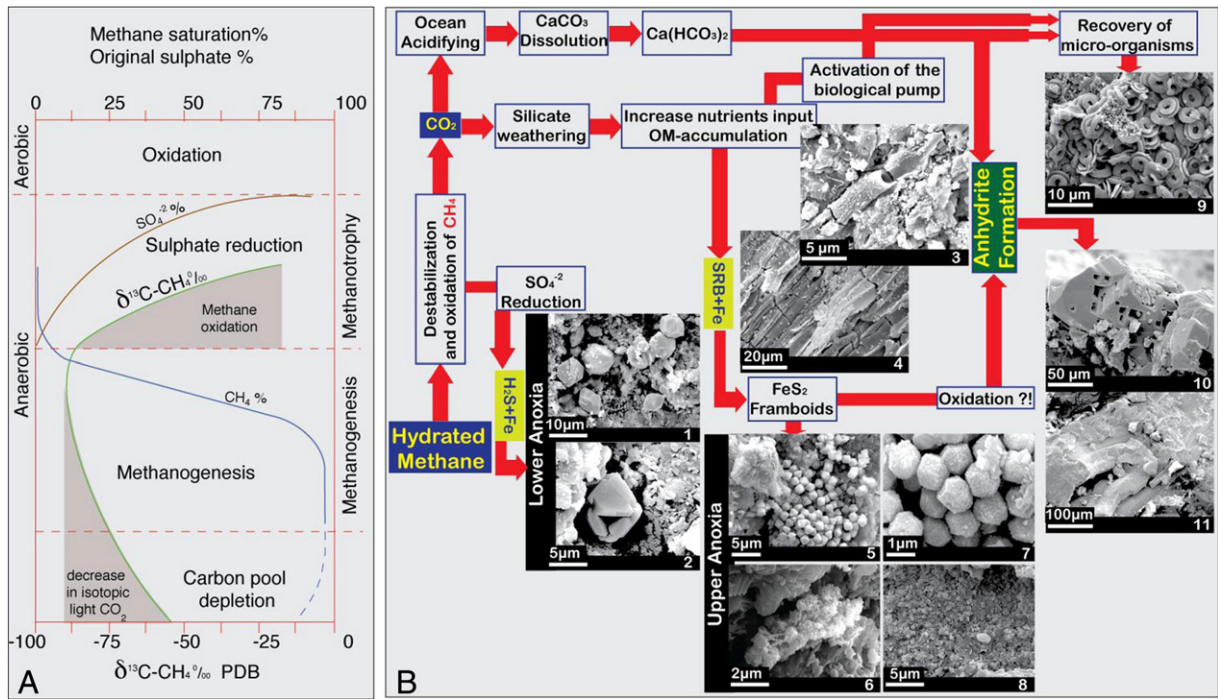 A
Methane saturation%
Original sulphate %
0 25 50 75 100
Aerobic
Anaerobic
Oxidation
SO₄⁻² %
Sulphate reduction
δ¹³C-CH₄⁰/₀₀
Methane
oxidation
Methanotrophy
CH₄ %
Methanogenesis
Methanogenesis
decrease
in isotopic
light CO₂
Carbon pool
depletion
-100 -75 -50 -25 0
δ¹³C-CH₄⁰/₀₀ PDB
B
Ocean
Acidifying
CaCO₃
Dissolution
Ca(HCO₃)₂
Recovery of
micro-organisms
Activation of the
biological pump
CO₂
Silicate
weathering
Increase nutrients input
OM-accumulation
Destabilization
and oxidation of CH₄
SO₄⁻²
Reduction
H₂S+Fe
Hydrated
Methane
SRB+Fe
FeS₂
Framboids
Oxidation ?!
Anhydrite
Formation
Lower Anoxia
10µm 1
5µm 2
5 µm 3
20µm 4
Upper Anoxia
5µm 5
2µm 6
1µm 7
5µm 8
10 µm 9
50 µm 10
100µm 11